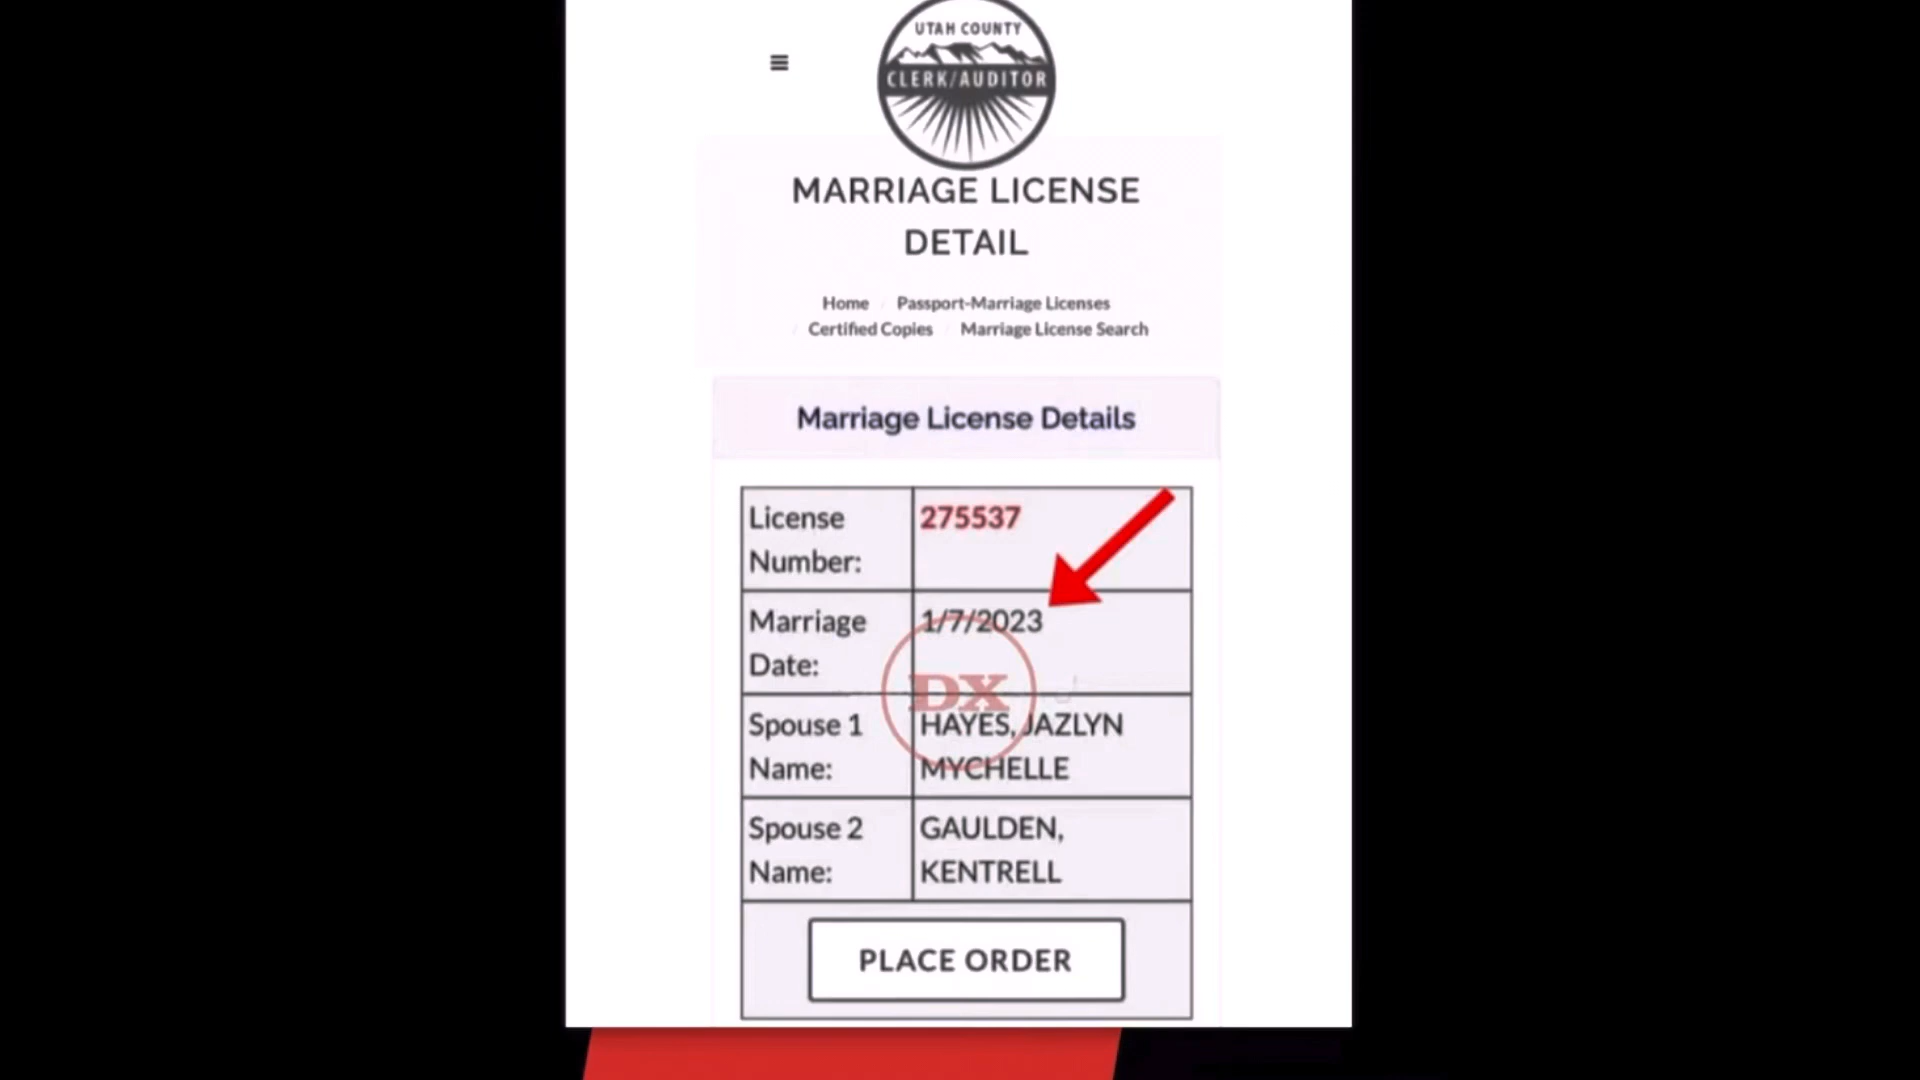 UTAH COUNTY
CLERK/AUDITOR
MARRIAGE LICENSE
DETAIL
Home / Passport-Marriage Licenses
/ Certified Copies / Marriage License Search
Marriage License Details
License Number: 275537
Marriage Date: 1/7/2023
DX
Spouse 1 Name: HAYES, JAZLYN MYCHELLE
Spouse 2 Name: GAULDEN, KENTRELL
PLACE ORDER